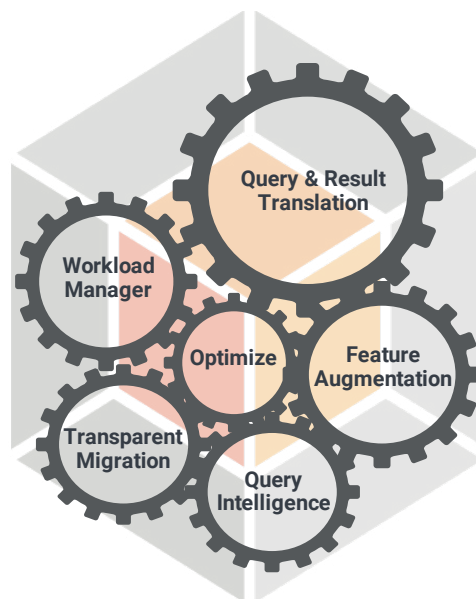 Query & Result
Translation
Workload
Manager
Optimize
Feature
Augmentation
Transparent
Migration
Query
Intelligence